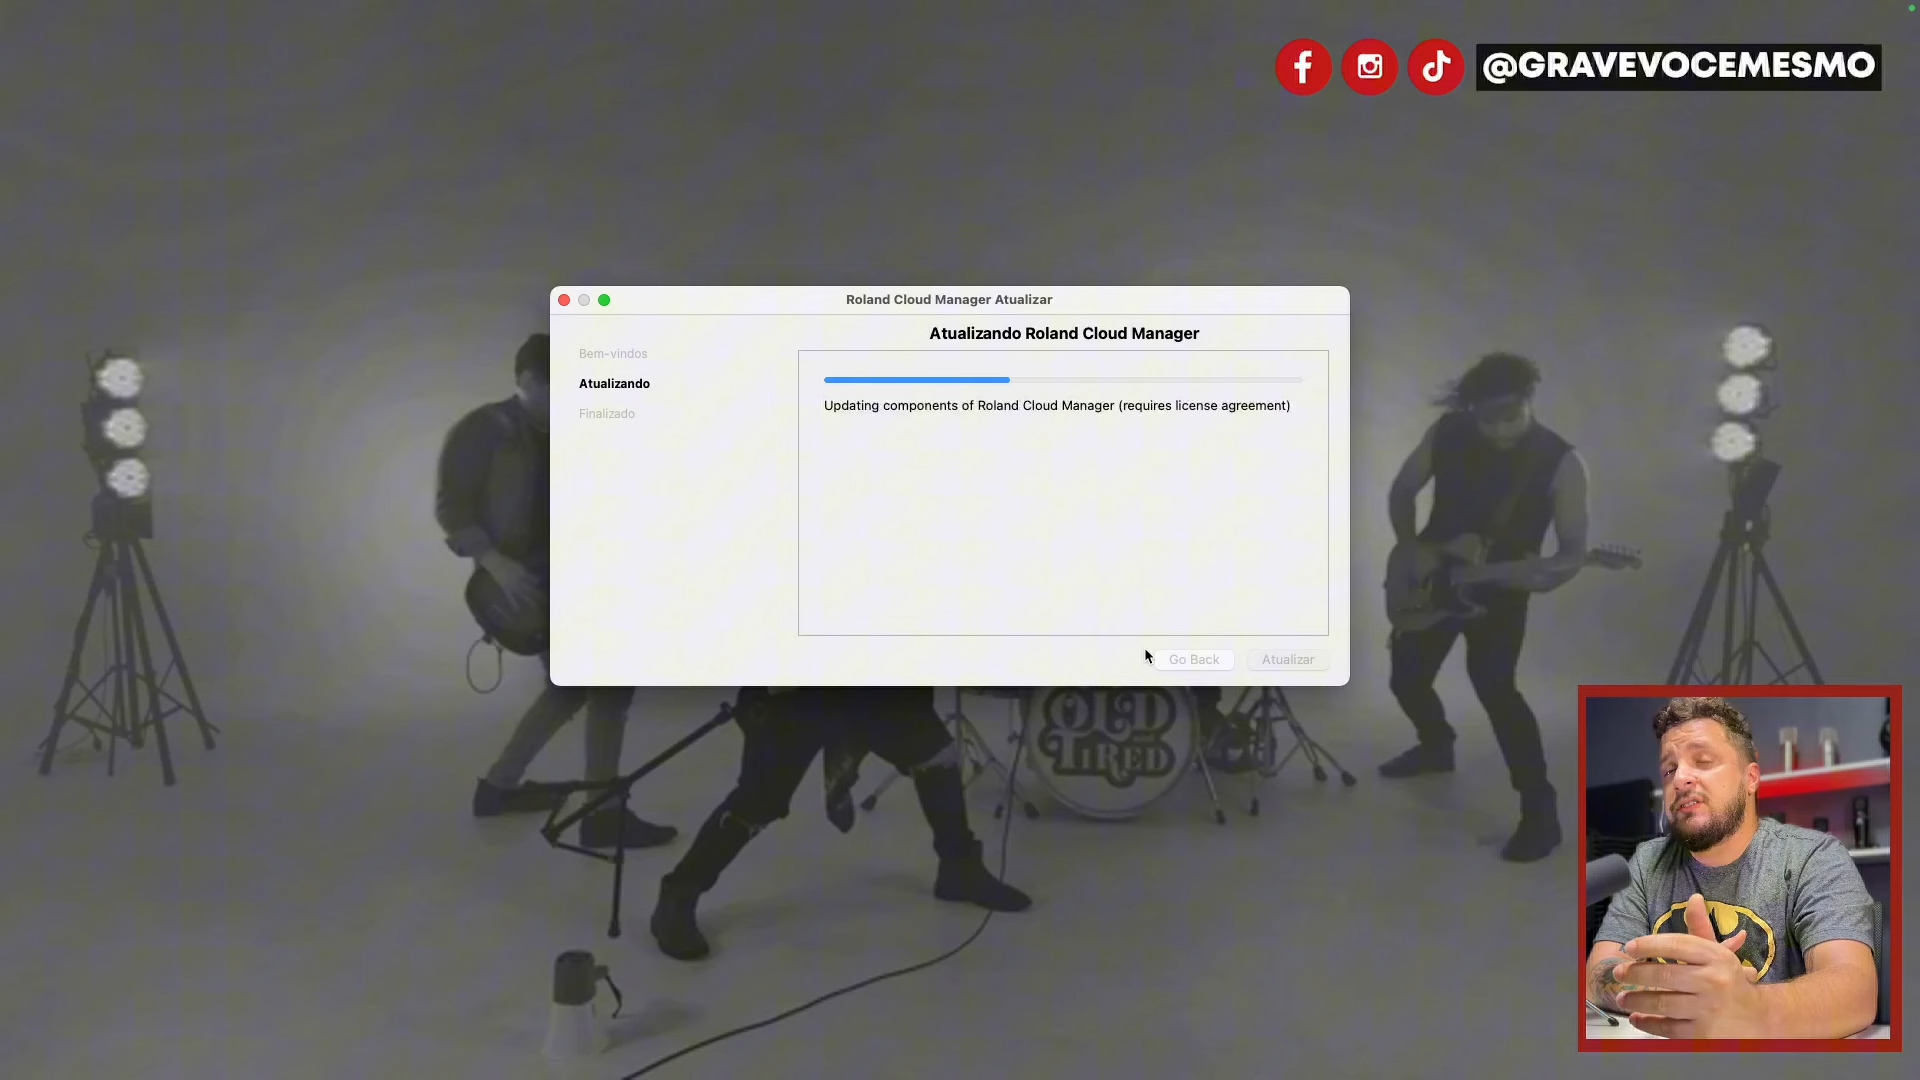 @GRAVEVOCEMESMO
Roland Cloud Manager Atualizar
Atualizando Roland Cloud Manager
Bem-vindos
Atualizando
Finalizado
Updating components of Roland Cloud Manager (requires license agreement)
Go Back
Atualizar
OLD
TIRED